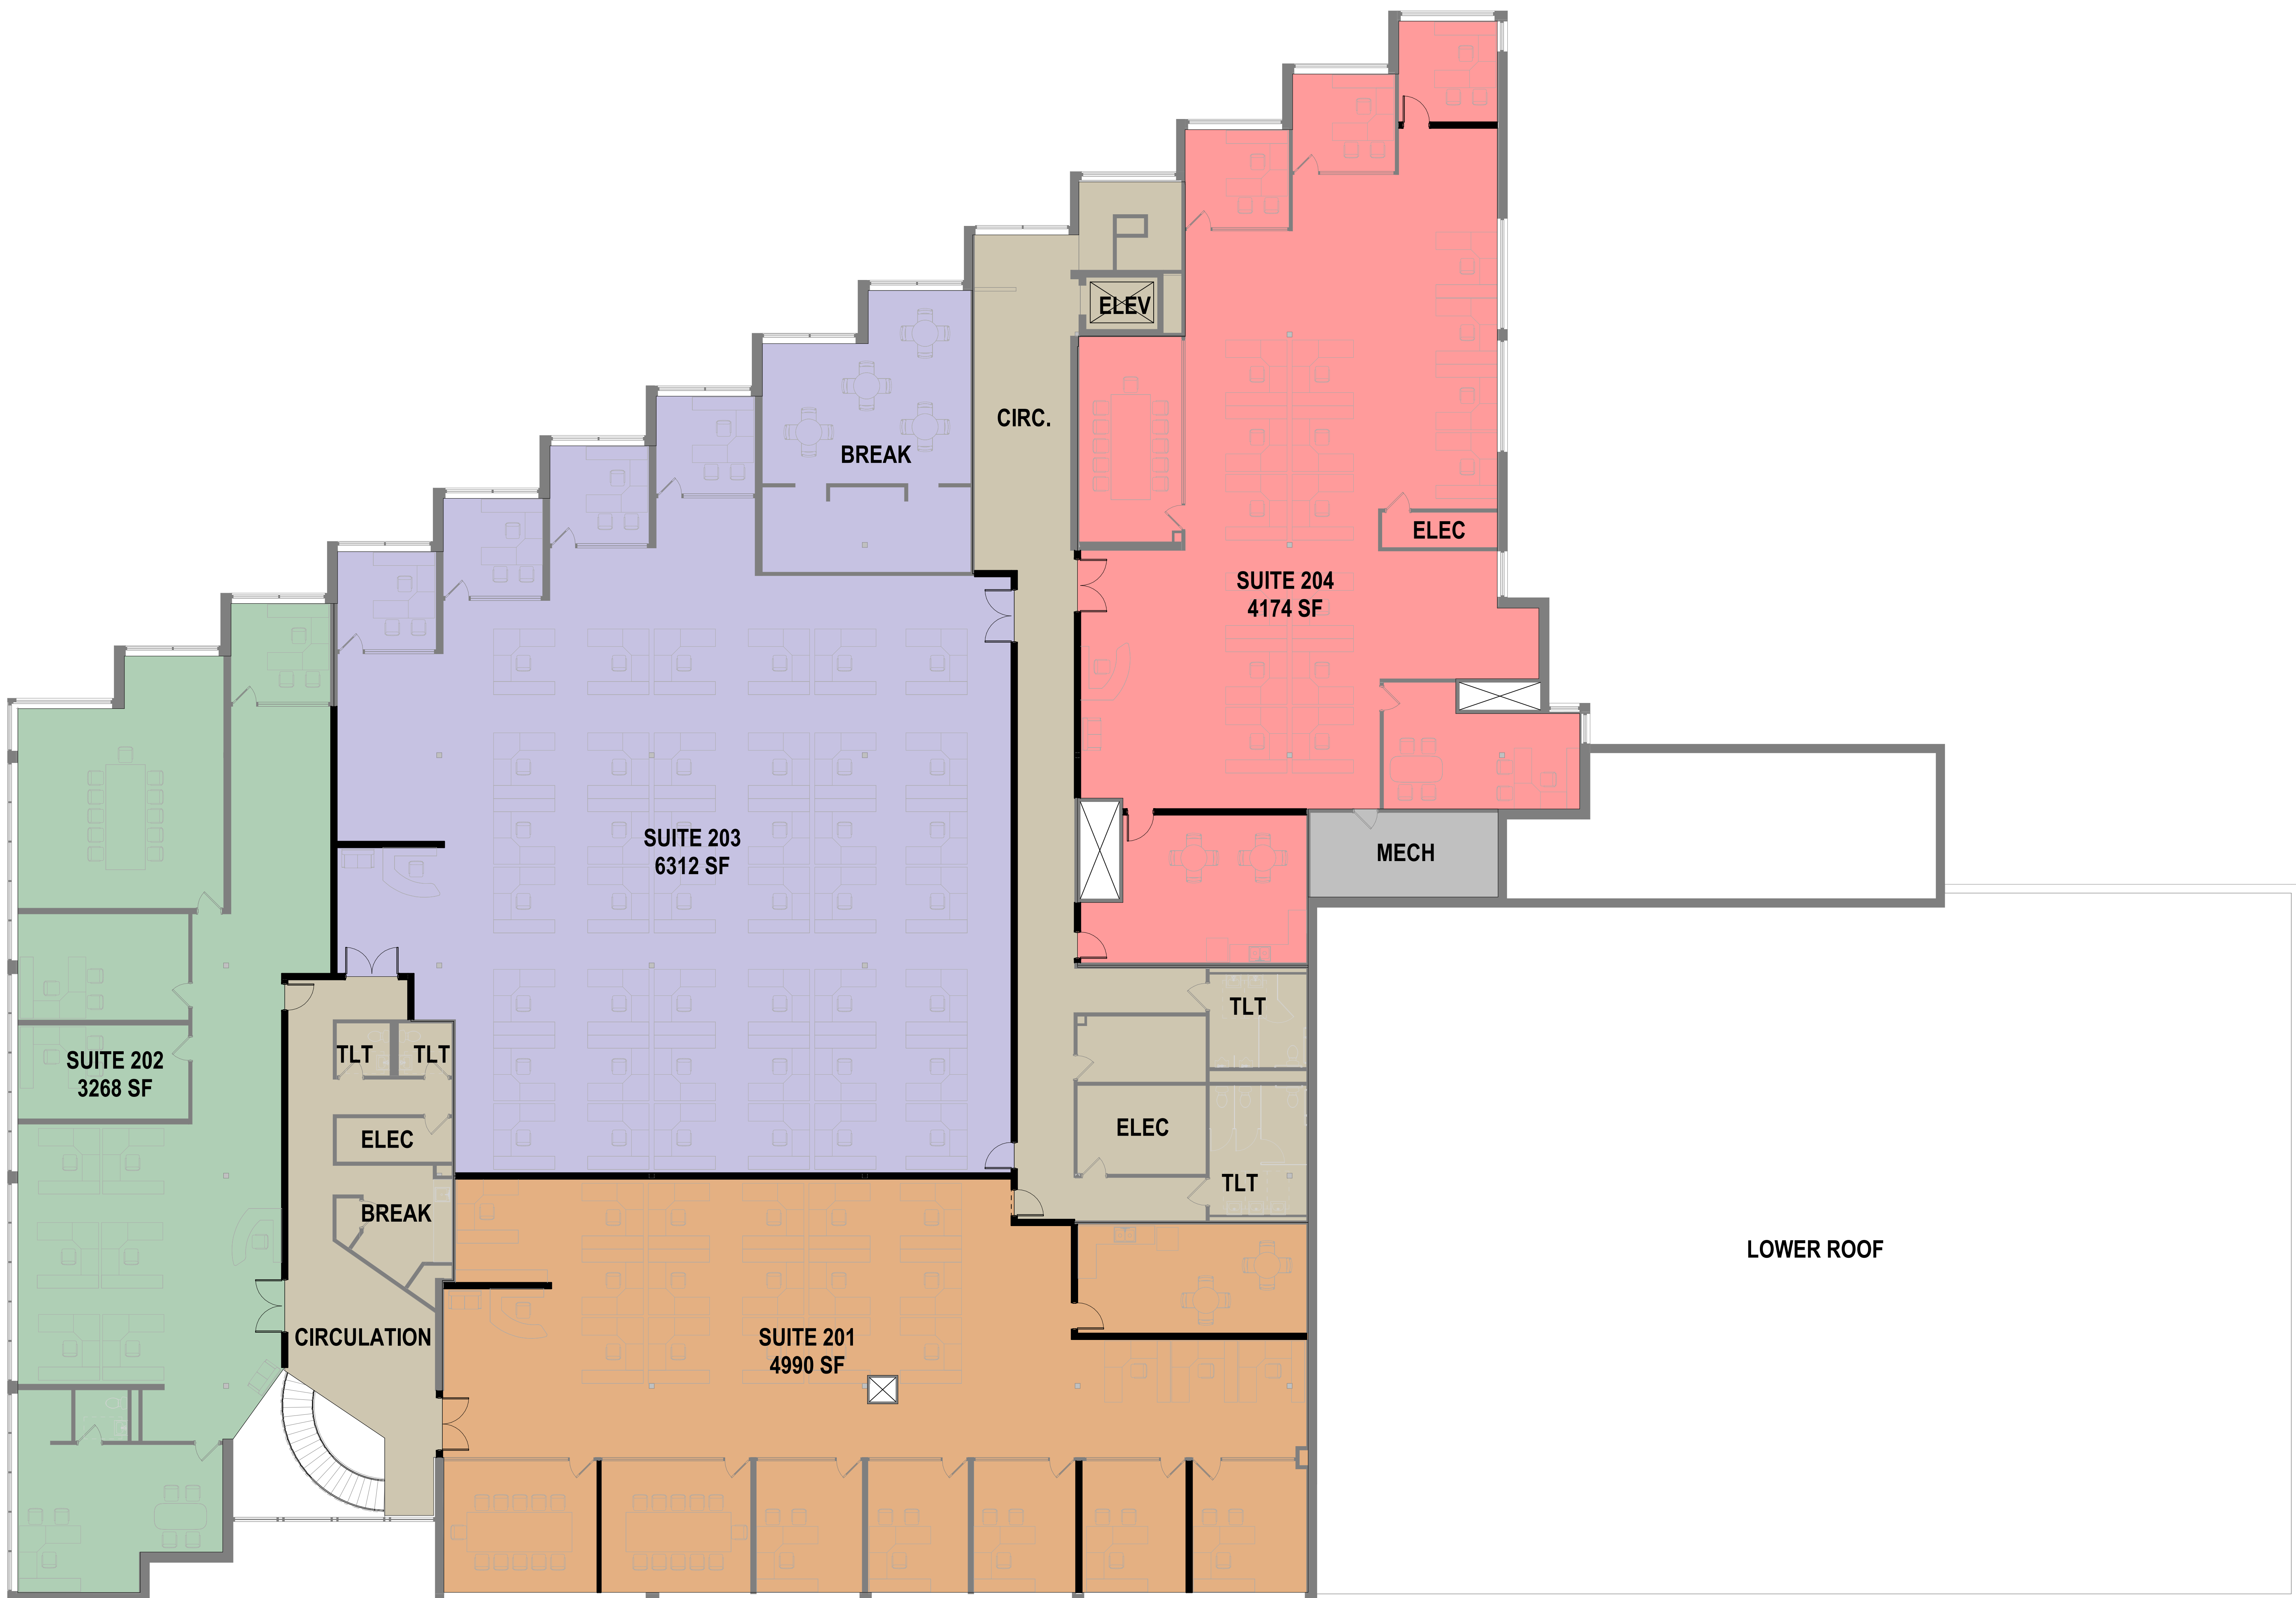 ELEV
CIRC.
BREAK
ELEC
SUITE 204
4174 SF
SUITE 203
6312 SF
MECH
TLT
TLT
TLT
SUITE 202
3268 SF
ELEC
ELEC
TLT
BREAK
LOWER ROOF
CIRCULATION
SUITE 201
4990 SF